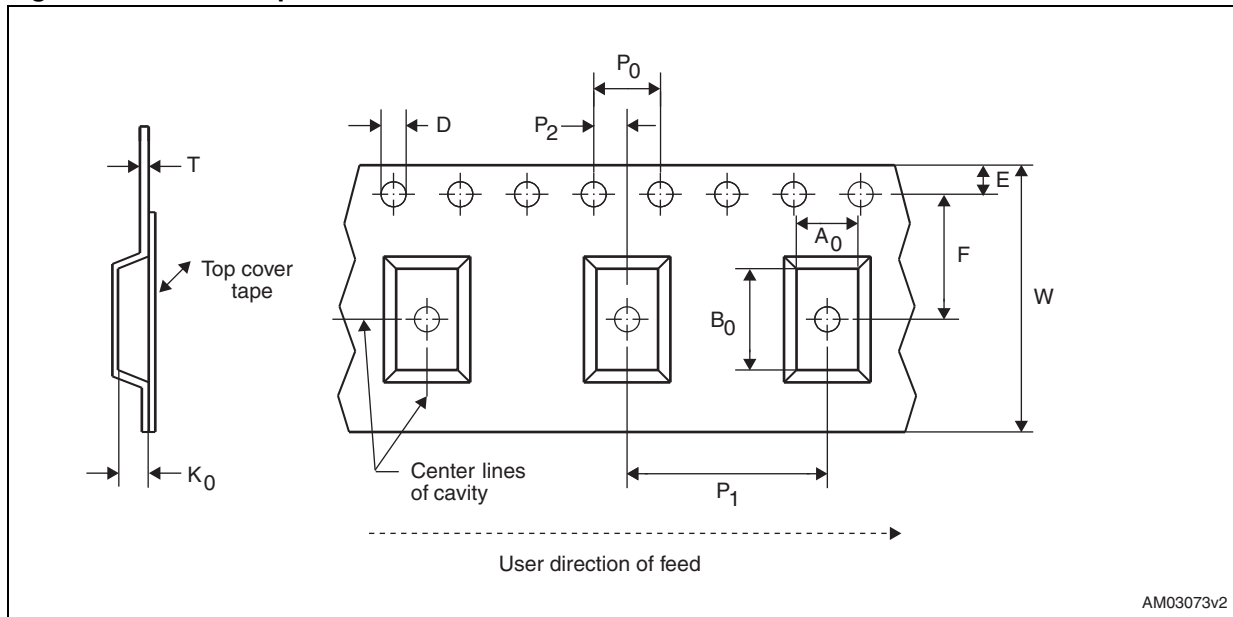 P0
D
P2
T
E
A0
F
Top cover
tape
W
B0
K0
Center lines
of cavity
P1
User direction of feed
AM03073v2